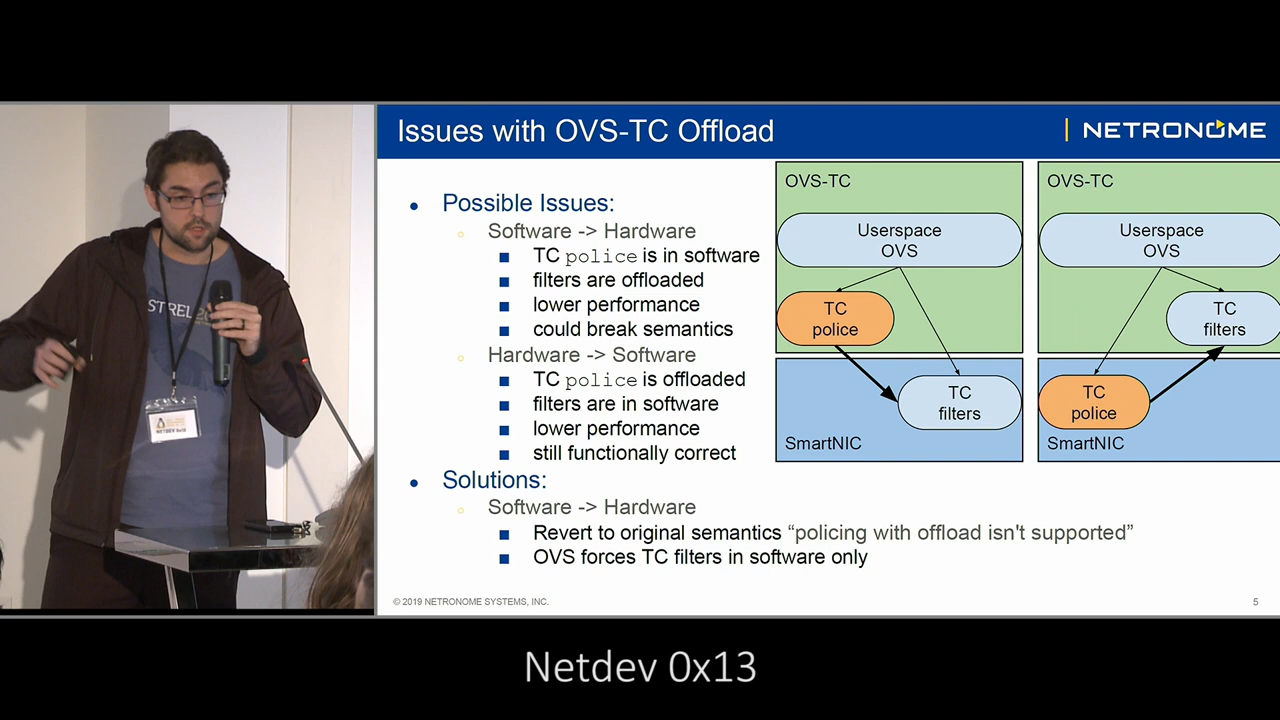 Issues with OVS-TC Offload
NETRONOME
Possible Issues:
Software -> Hardware
TC police is in software
filters are offloaded
lower performance
could break semantics
Hardware -> Software
TC police is offloaded
filters are in software
lower performance
still functionally correct
Solutions:
Software -> Hardware
Revert to original semantics “policing with offload isn't supported”
OVS forces TC filters in software only
OVS-TC
Userspace
OVS
TC
police
TC
filters
SmartNIC
OVS-TC
Userspace
OVS
TC
filters
TC
police
SmartNIC
© 2019 NETRONOME SYSTEMS, INC.
5
STREL
NETDEV 0x13
Netdev 0x13